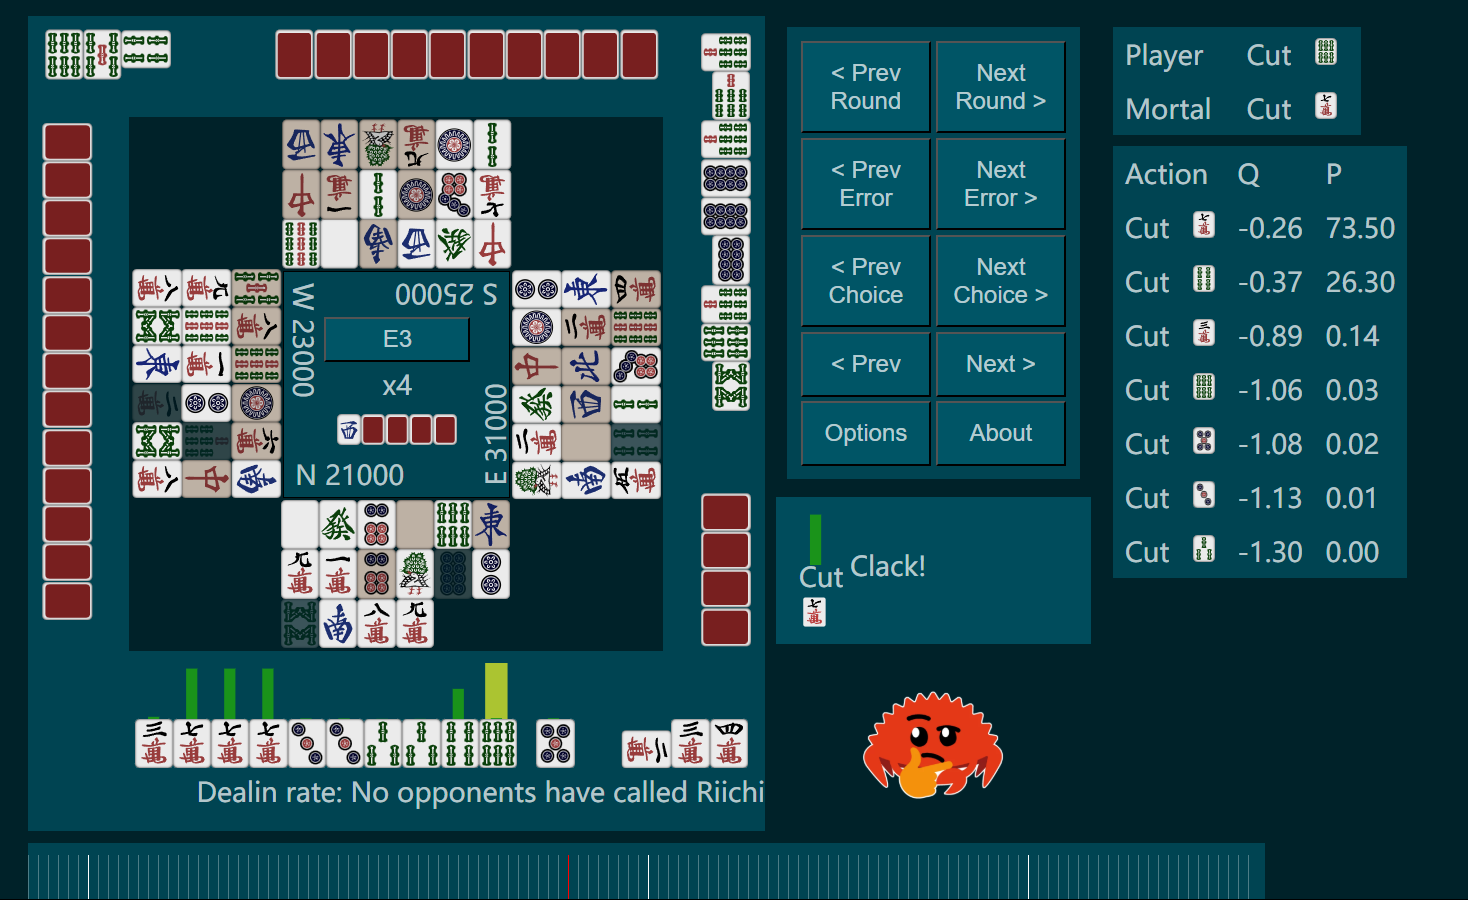 S 25000
W 23000
E3
x4
E 31000
N 21000
Dealin rate: No opponents have called Riichi
< Prev Round
Next Round >
< Prev Error
Next Error >
< Prev Choice
Next Choice >
< Prev
Next >
Options
About
Cut
Clack!
Player Cut
Mortal Cut
Action Q P
Cut -0.26 73.50
Cut -0.37 26.30
Cut -0.89 0.14
Cut -1.06 0.03
Cut -1.08 0.02
Cut -1.13 0.01
Cut -1.30 0.00